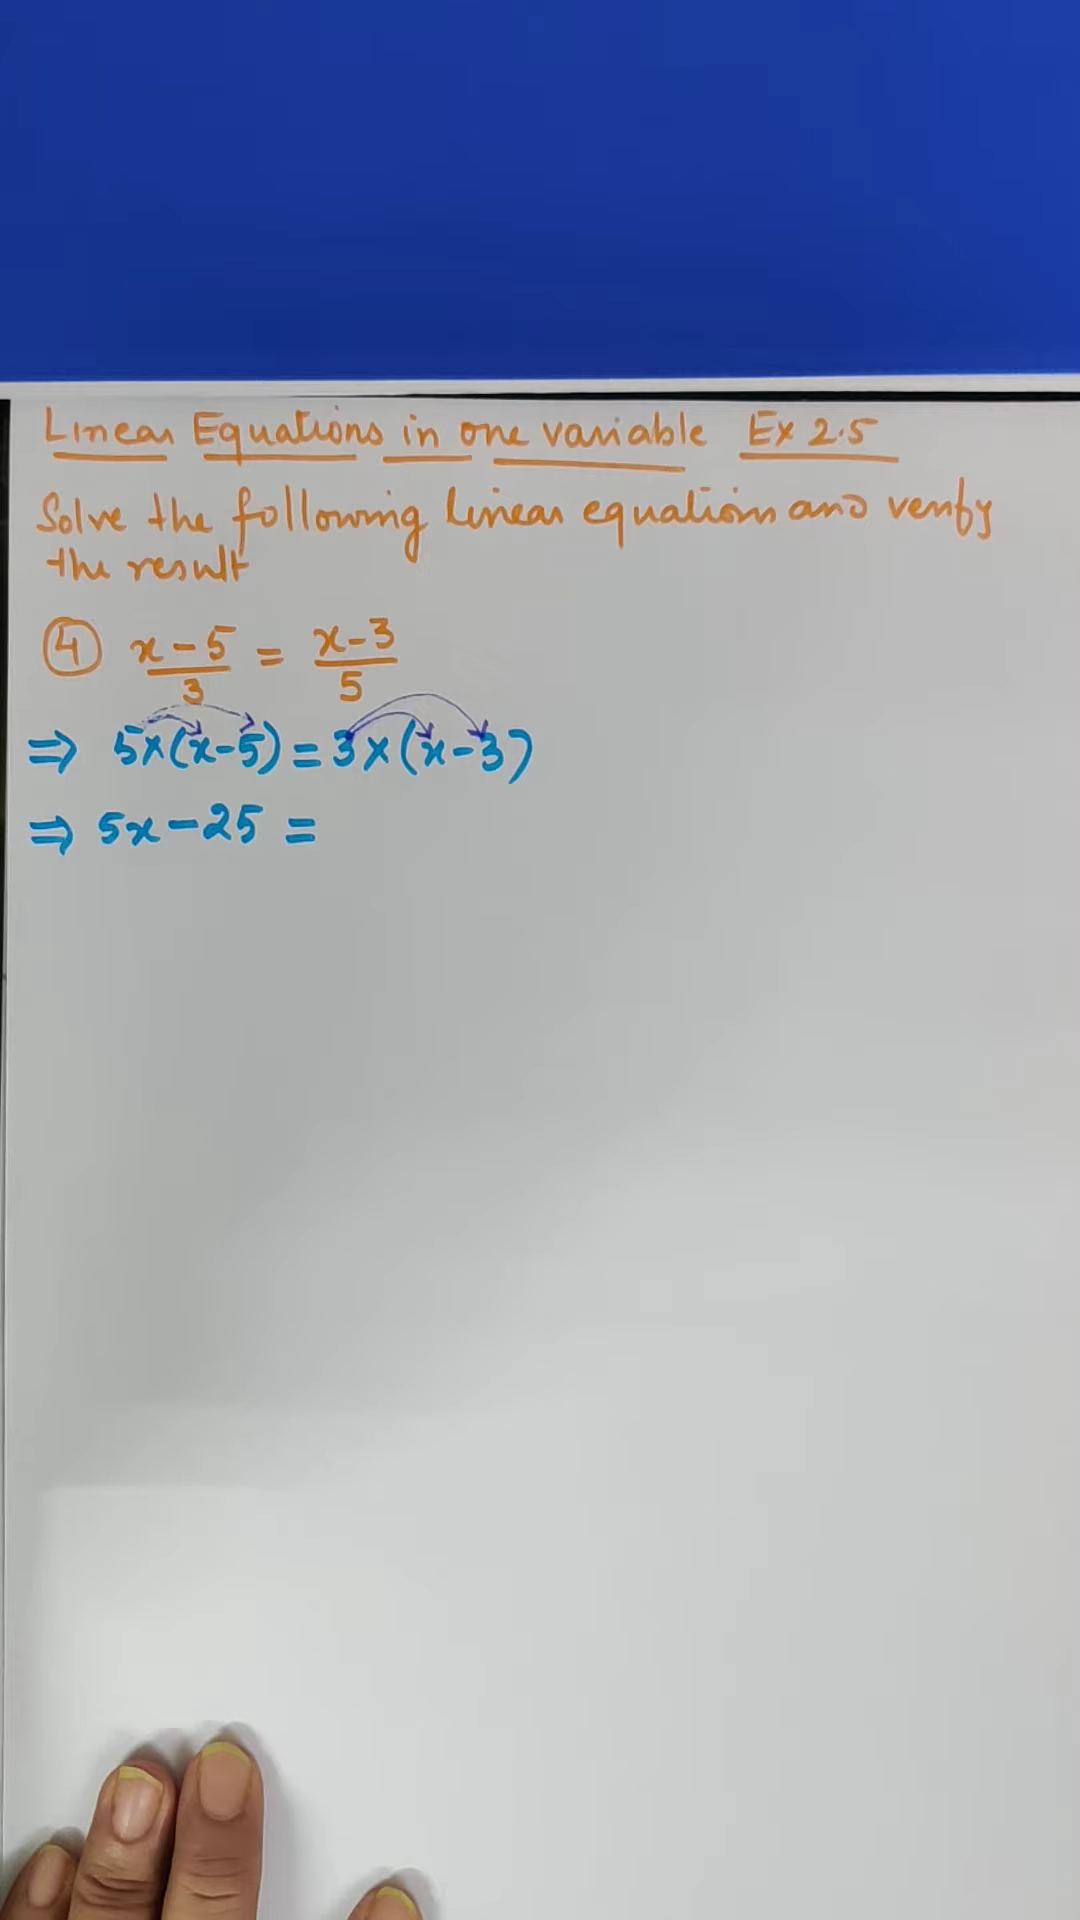 Linear Equations in one variable Ex 2.5
Solve the following linear equations and verify
the result
④ x-5/3 = x-3/5
⇒ 5×(x-5) = 3×(x-3)
⇒ 5x-25 =